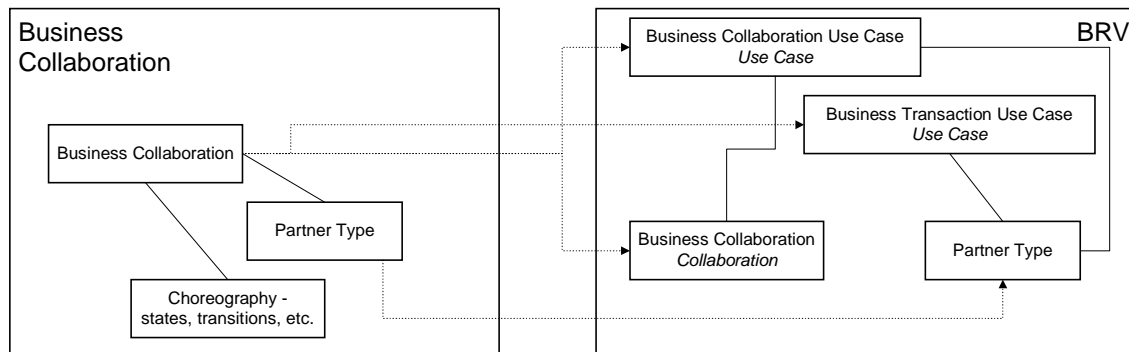 Business
Collaboration
Business Collaboration
Partner Type
Choreography -
states, transitions, etc.
BRV
Business Collaboration Use Case
Use Case
Business Transaction Use Case
Use Case
Business Collaboration
Collaboration
Partner Type